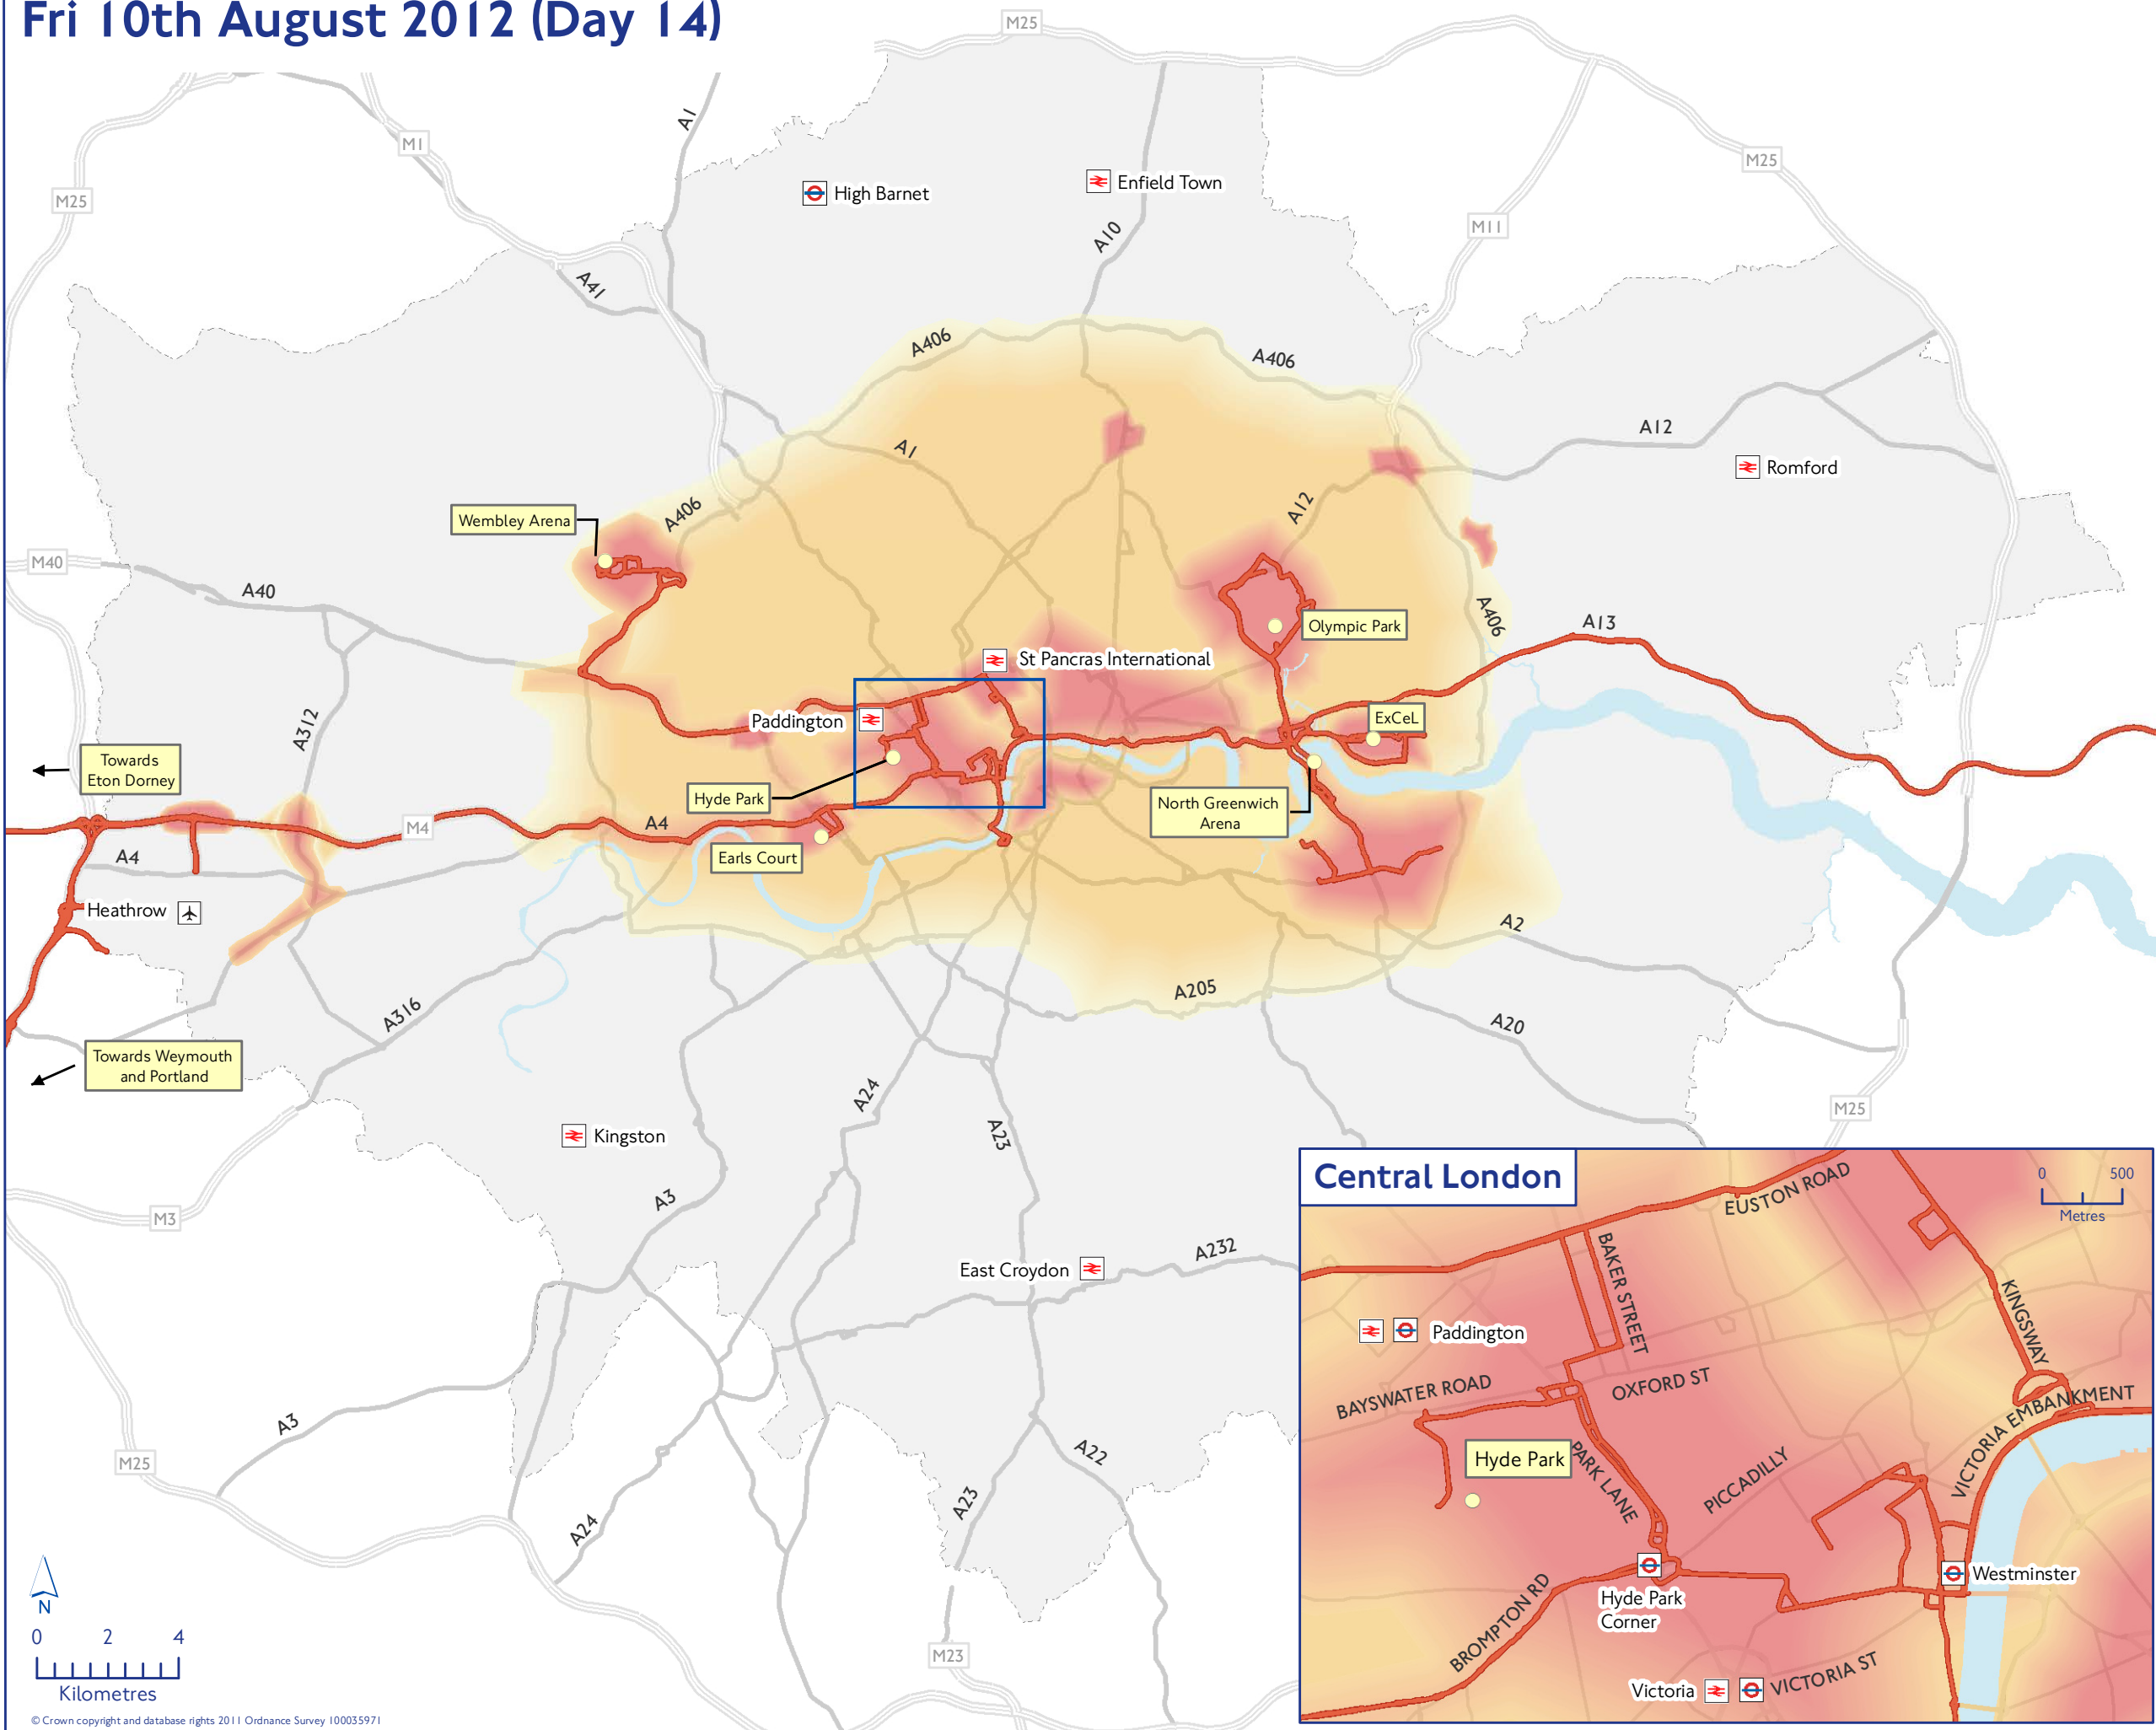 Fri 10th August 2012 (Day 14)
M25
A1
M1
M25
M25
High Barnet
Enfield Town
M11
A10
A41
A406
A406
A1
A12
Romford
Wembley Arena
A406
A12
M40
A40
A406
A13
Olympic Park
St Pancras International
Paddington
ExCeL
A312
Towards
Eton Dorney
Hyde Park
North Greenwich
Arena
M4
A4
A4
Earls Court
Heathrow
A2
A205
A316
A20
Towards Weymouth
and Portland
A24
M25
A23
Kingston
A3
M3
A232
East Croydon
A3
M25
A22
A23
A24
M23
N
0 2 4
Kilometres
© Crown copyright and database rights 2011 Ordnance Survey 100035971
Central London
0 500
Metres
EUSTON ROAD
BAKER STREET
KINGSWAY
Paddington
OXFORD ST
BAYSWATER ROAD
VICTORIA EMBANKMENT
Hyde Park
PARK LANE
PICCADILLY
Westminster
Hyde Park
Corner
BROMPTON RD
Victoria
VICTORIA ST